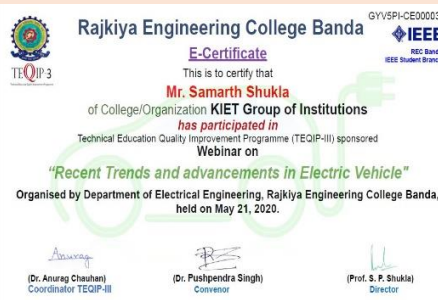 GYV5PI-CE00003
Rajkiya Engineering College Banda
IEEE
REC Band
IEEE Student Branc
E-Certificate
TEQIP-3
This is to certify that
Mr. Samarth Shukla
of College/Organization KIET Group of Institutions
has participated in
Technical Education Quality Improvement Programme (TEQIP-III) sponsored
Webinar on
"Recent Trends and advancements in Electric Vehicle"
Organised by Department of Electrical Engineering, Rajkiya Engineering College Banda,
held on May 21, 2020.
Anurag
(Dr. Anurag Chauhan)
Coordinator TEQIP-III
(Dr. Pushpendra Singh)
Convenor
(Prof. S. P. Shukla)
Director